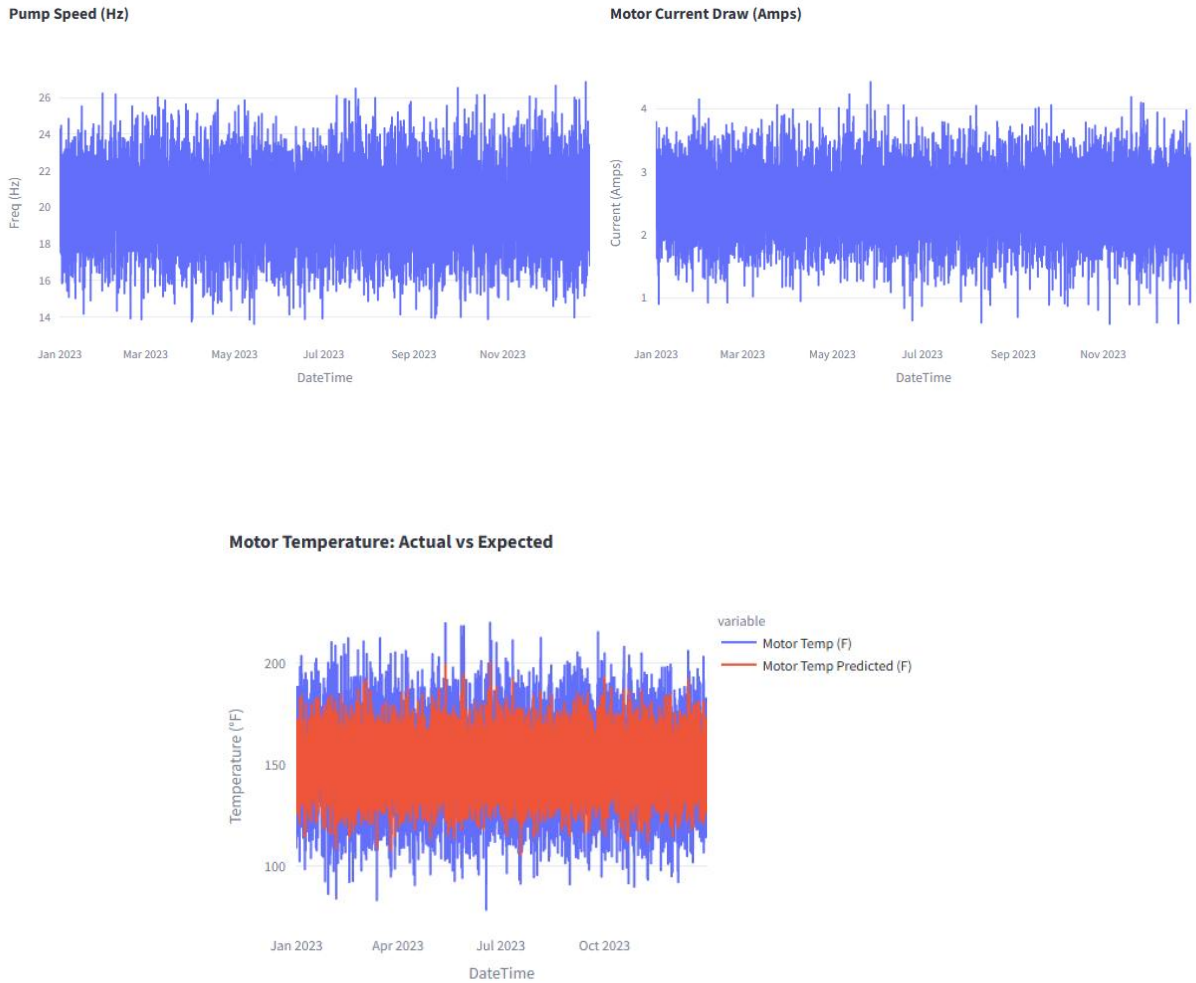 Pump Speed (Hz)
26
24
22
20
18
16
14
Freq (Hz)
Jan 2023 Mar 2023 May 2023 Jul 2023 Sep 2023 Nov 2023
DateTime
Motor Current Draw (Amps)
4
3
2
1
Current (Amps)
Jan 2023 Mar 2023 May 2023 Jul 2023 Sep 2023 Nov 2023
DateTime
Motor Temperature: Actual vs Expected
variable
Motor Temp (F)
Motor Temp Predicted (F)
200
150
100
Temperature (°F)
Jan 2023 Apr 2023 Jul 2023 Oct 2023
DateTime